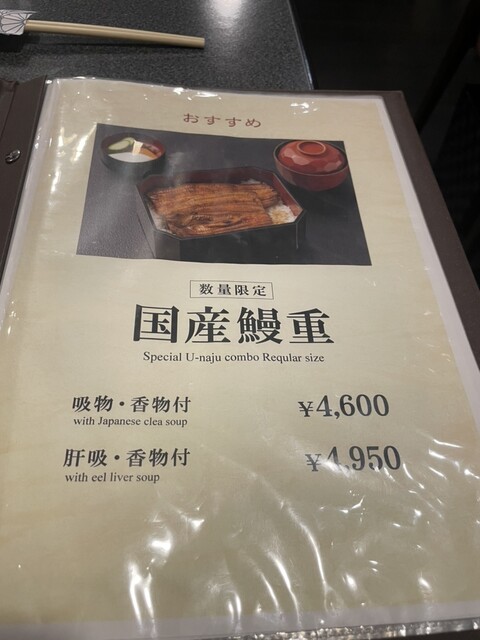 おすすめ
数量限定
国産鰻重
Special U-naju combo Reqular size
吸物・香物付 ¥4,600
with Japanese clea soup
肝吸・香物付 ¥4,950
with eel liver soup